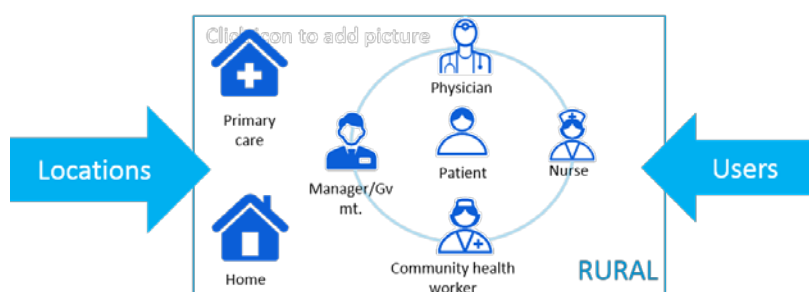 Click icon to add picture
Physician
Primary
care
Locations
Manager/Gv
mt.
Patient
Nurse
Users
Home
Community health
worker
RURAL